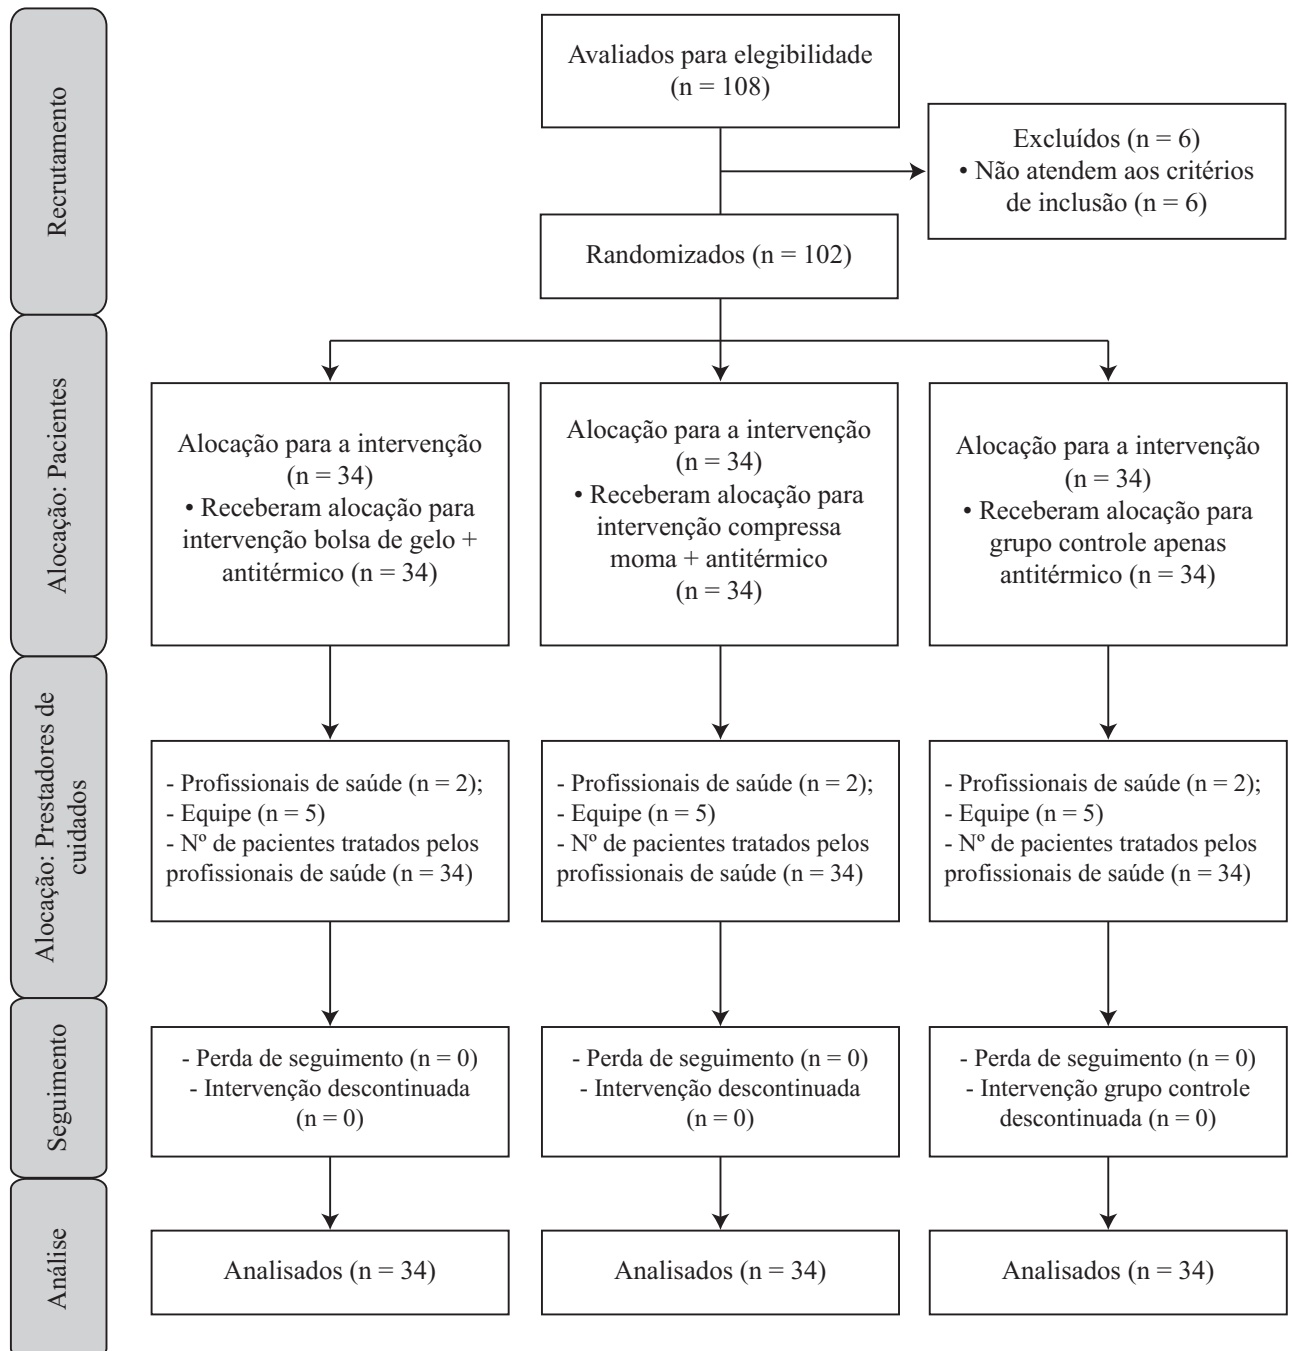 Recrutamento
Avaliados para elegibilidade
(n = 108)
Excluídos (n = 6)
• Não atendem aos critérios
de inclusão (n = 6)
Randomizados (n = 102)
Alocação: Pacientes
Alocação para a intervenção
(n = 34)
• Receberam alocação para
intervenção bolsa de gelo +
antitérmico (n = 34)
Alocação para a intervenção
(n = 34)
• Receberam alocação para
intervenção compressa
moma + antitérmico
(n = 34)
Alocação para a intervenção
(n = 34)
• Receberam alocação para
grupo controle apenas
antitérmico (n = 34)
Alocação: Prestadores de
cuidados
- Profissionais de saúde (n = 2);
- Equipe (n = 5)
- Nº de pacientes tratados pelos
profissionais de saúde (n = 34)
- Profissionais de saúde (n = 2);
- Equipe (n = 5)
- Nº de pacientes tratados pelos
profissionais de saúde (n = 34)
- Profissionais de saúde (n = 2);
- Equipe (n = 5)
- Nº de pacientes tratados pelos
profissionais de saúde (n = 34)
Seguimento
- Perda de seguimento (n = 0)
- Intervenção descontinuada
(n = 0)
- Perda de seguimento (n = 0)
- Intervenção descontinuada
(n = 0)
- Perda de seguimento (n = 0)
- Intervenção grupo controle
descontinuada (n = 0)
Análise
Analisados (n = 34)
Analisados (n = 34)
Analisados (n = 34)